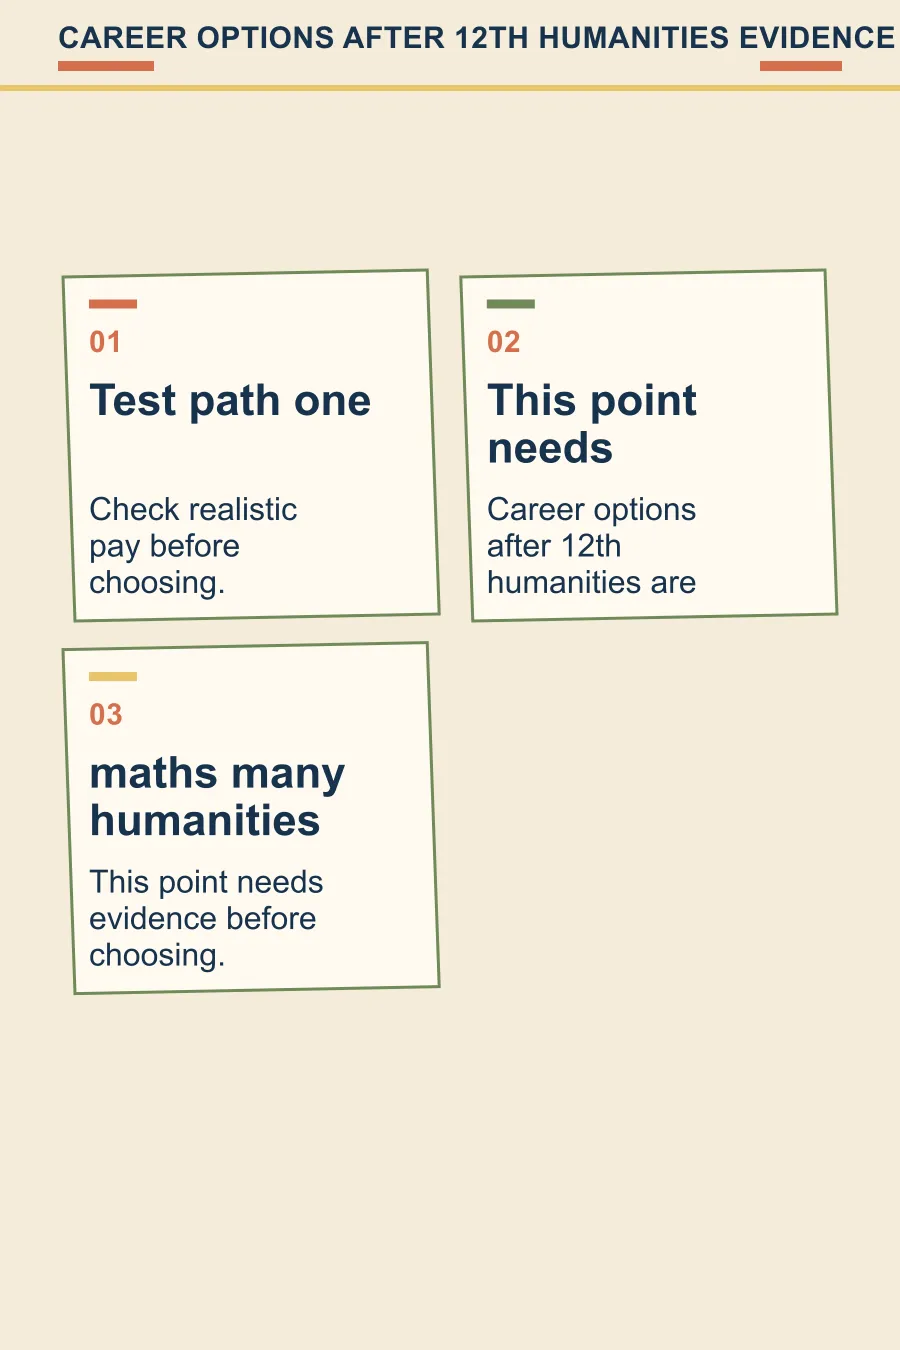 CAREER OPTIONS AFTER 12TH HUMANITIES EVIDENCE
01
Test path one
Check realistic
pay before
choosing.
02
This point
needs
Career options
after 12th
humanities are
03
maths many
humanities
This point needs
evidence before
choosing.